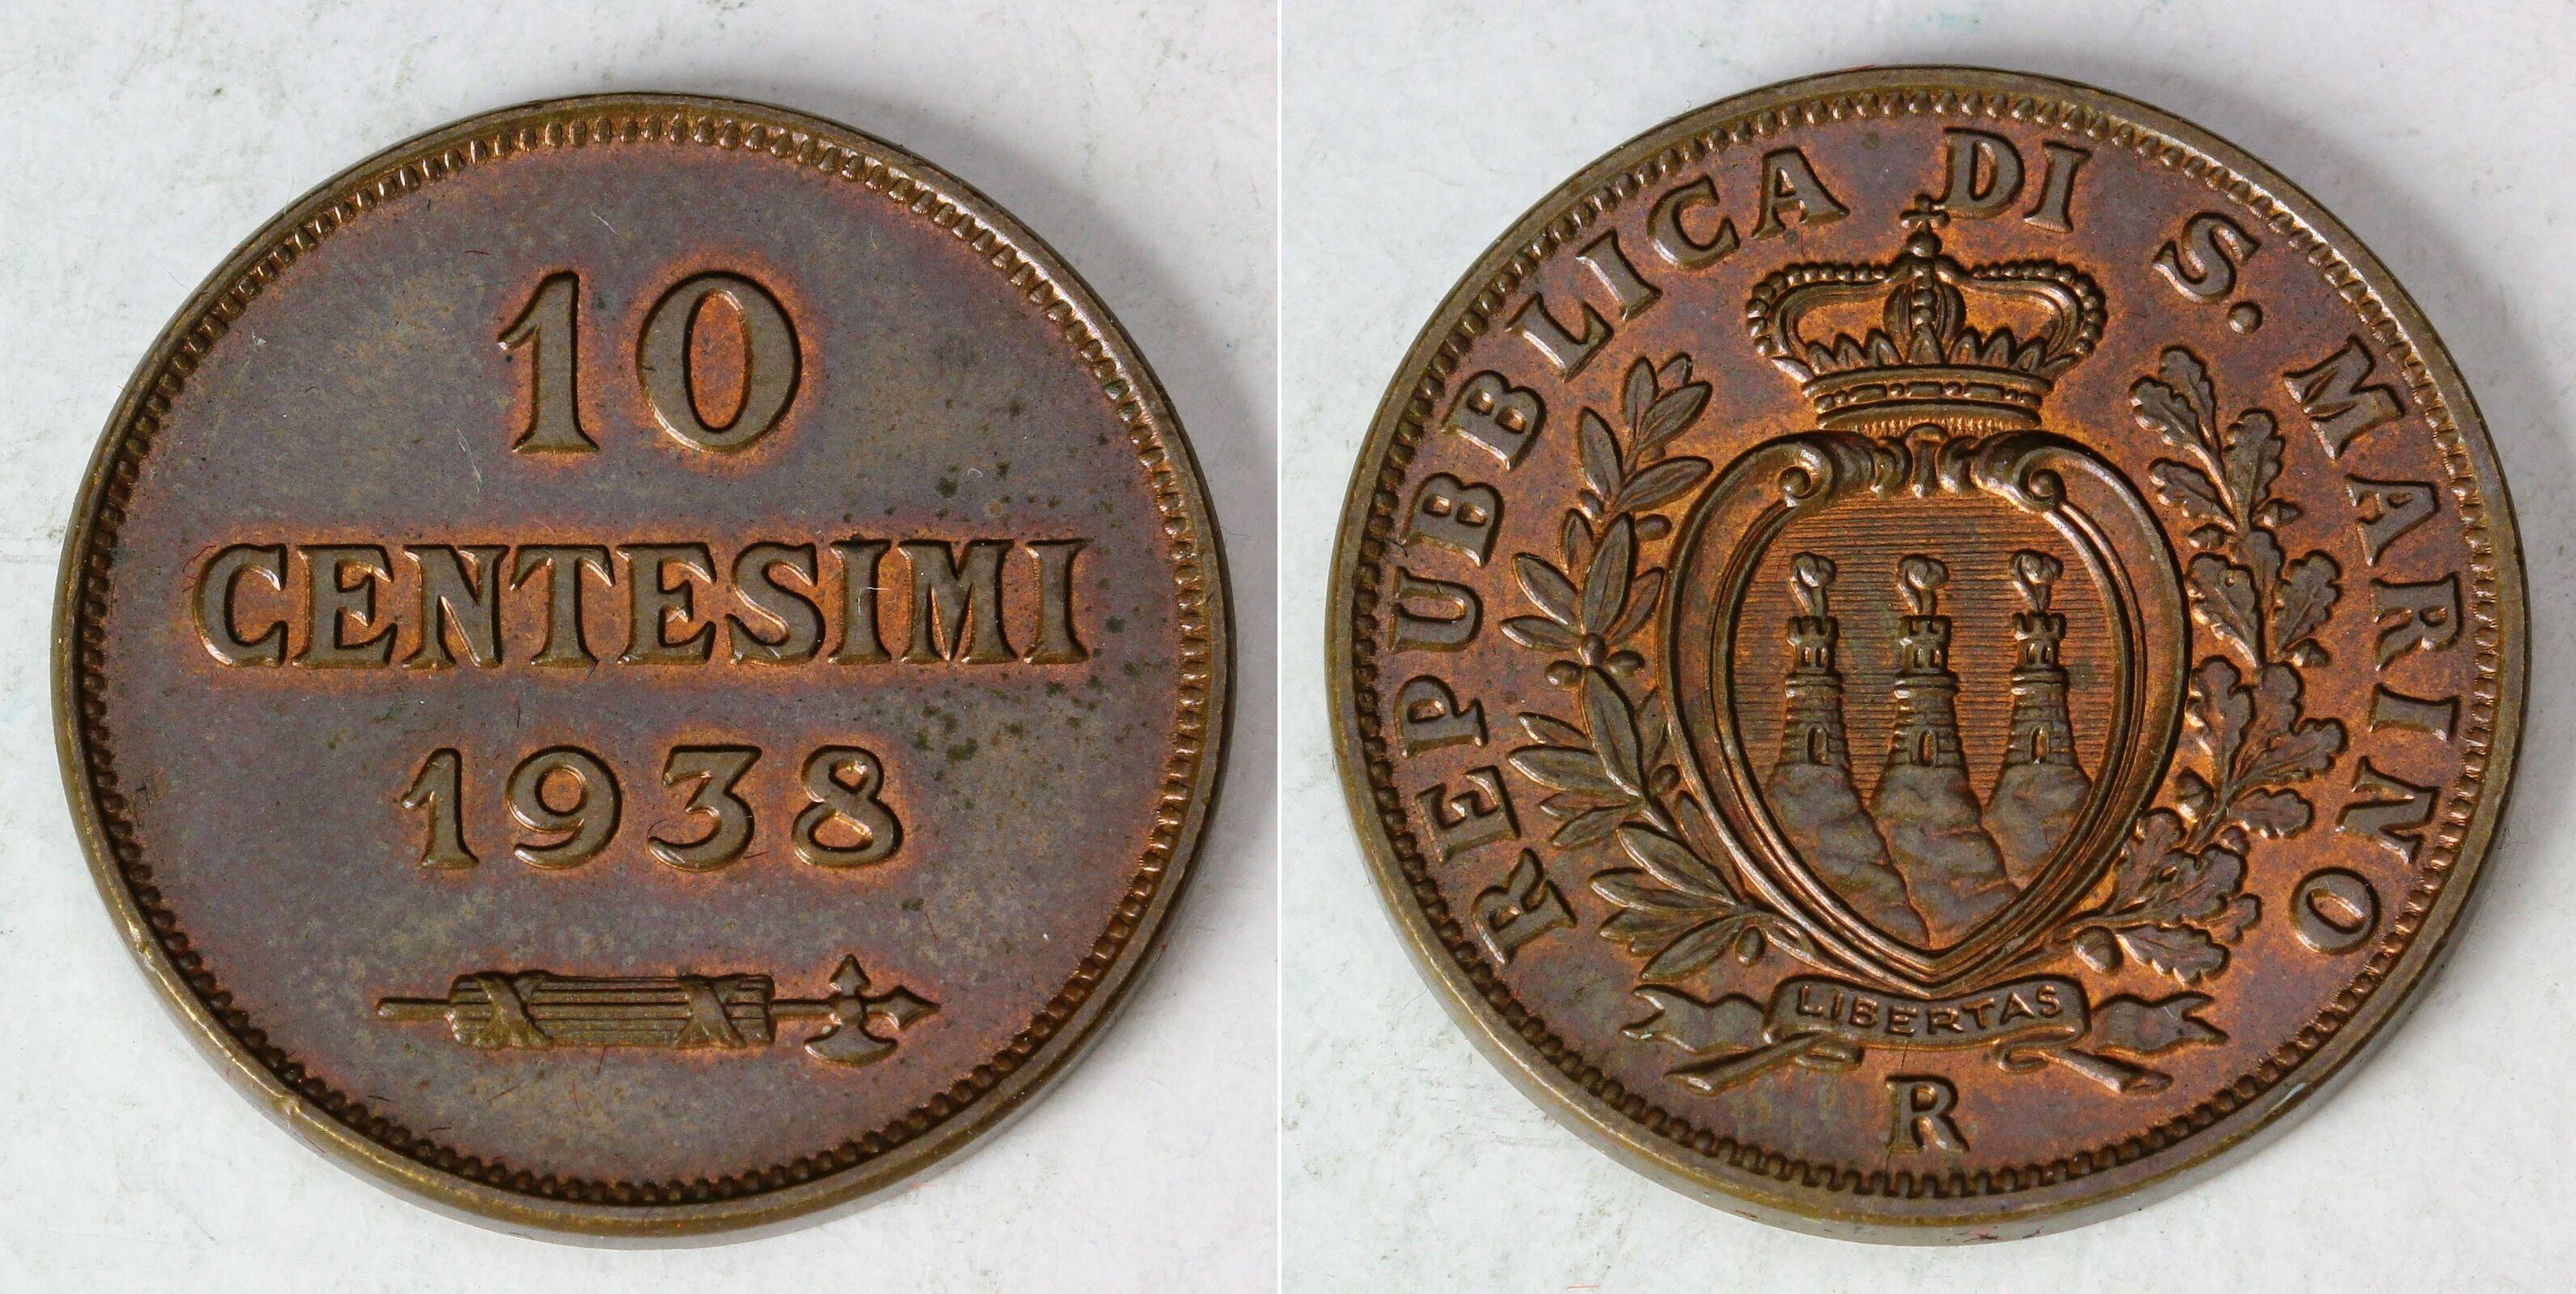 10
CENTESIMI
1938
REPUBBLICA DI S. MARINO
LIBERTAS
R